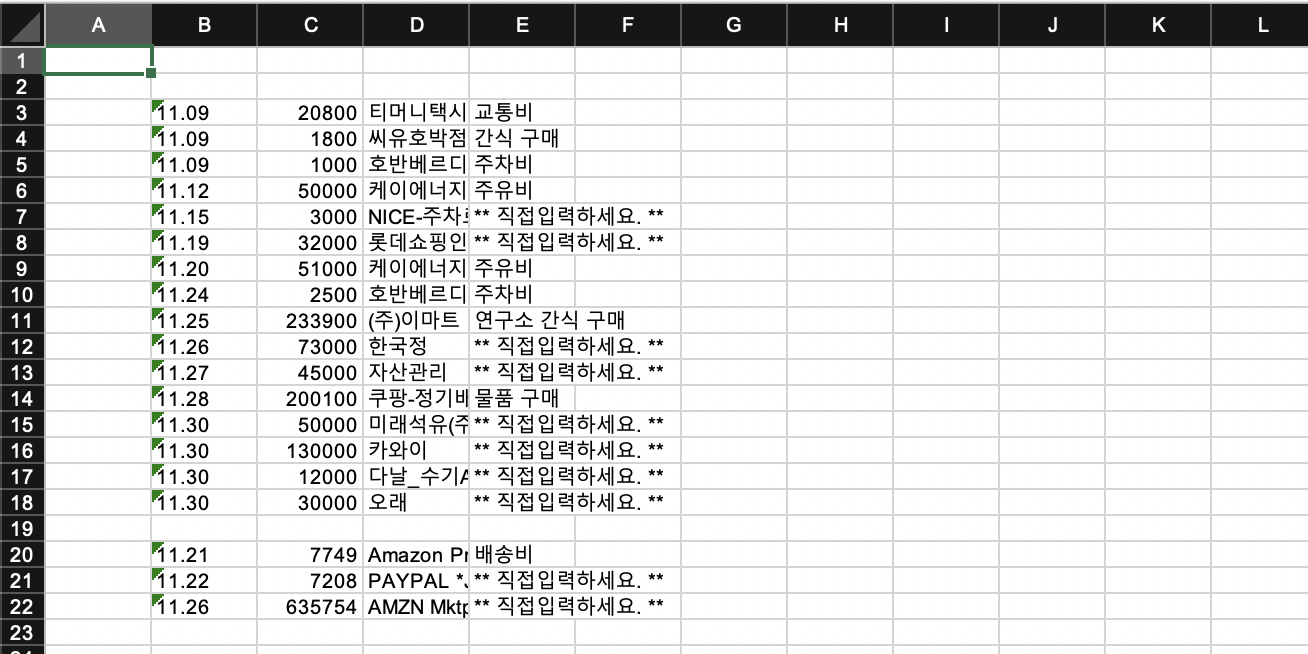 A B C D E F G H I J K L
1
2
3 11.09 20800 티머니택시 교통비
4 11.09 1800 씨유호박점 간식 구매
5 11.09 1000 호반베르디 주차비
6 11.12 50000 케이에너지 주유비
7 11.15 3000 NICE-주차 ** 직접입력하세요. **
8 11.19 32000 롯데쇼핑인 ** 직접입력하세요. **
9 11.20 51000 케이에너지 주유비
10 11.24 2500 호반베르디 주차비
11 11.25 233900 (주)이마트 연구소 간식 구매
12 11.26 73000 한국정 ** 직접입력하세요. **
13 11.27 45000 자산관리 ** 직접입력하세요. **
14 11.28 200100 쿠팡-정기배 물품 구매
15 11.30 50000 미래석유(주 ** 직접입력하세요. **
16 11.30 130000 카와이 ** 직접입력하세요. **
17 11.30 12000 다날_수기 ** 직접입력하세요. **
18 11.30 30000 오래 ** 직접입력하세요. **
19
20 11.21 7749 Amazon Pr 배송비
21 11.22 7208 PAYPAL * ** 직접입력하세요. **
22 11.26 635754 AMZN Mktp ** 직접입력하세요. **
23